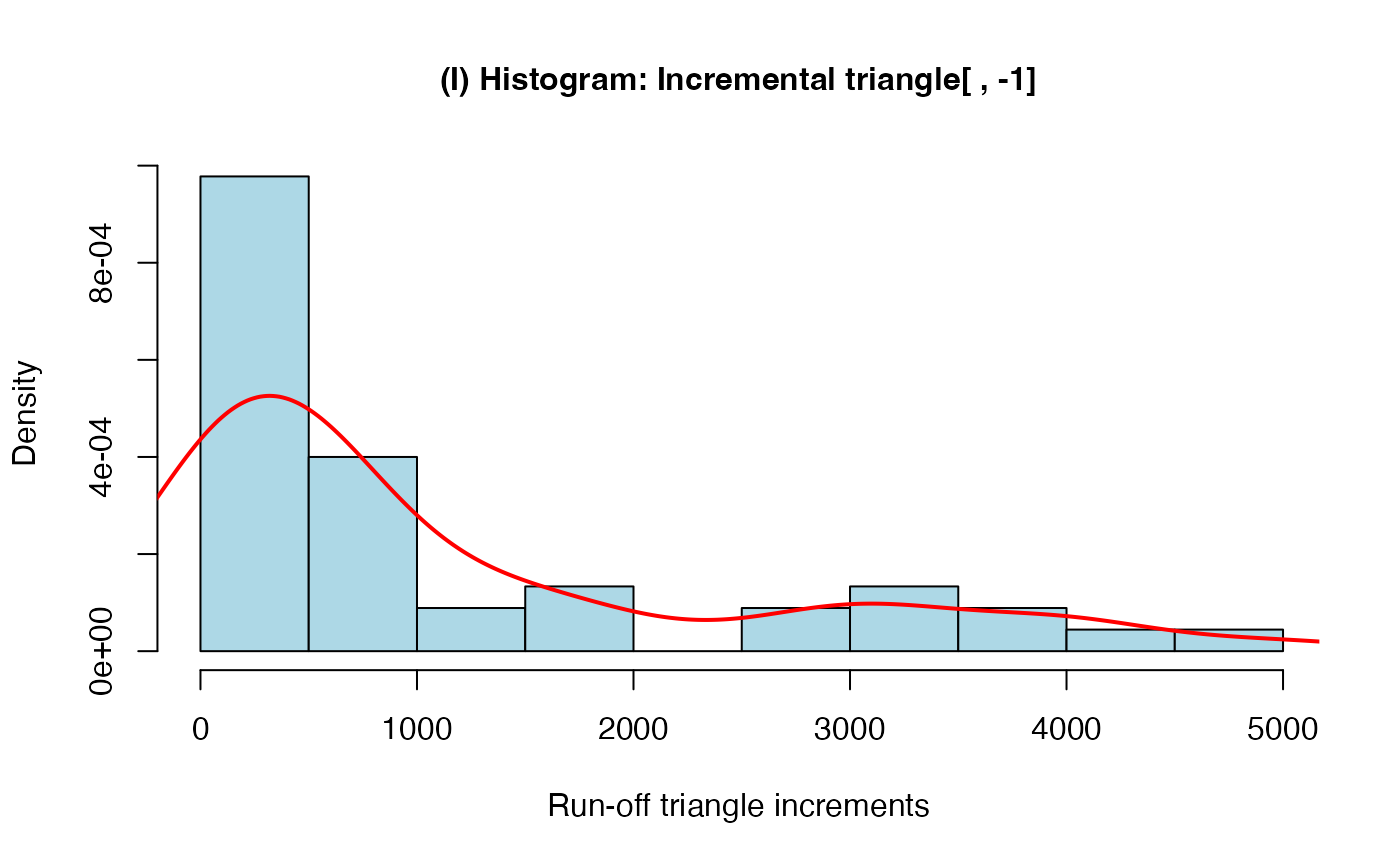 (I) Histogram: Incremental triangle[ , -1]
Density
8e-04
4e-04
0e+00
0 1000 2000 3000 4000 5000
Run-off triangle increments